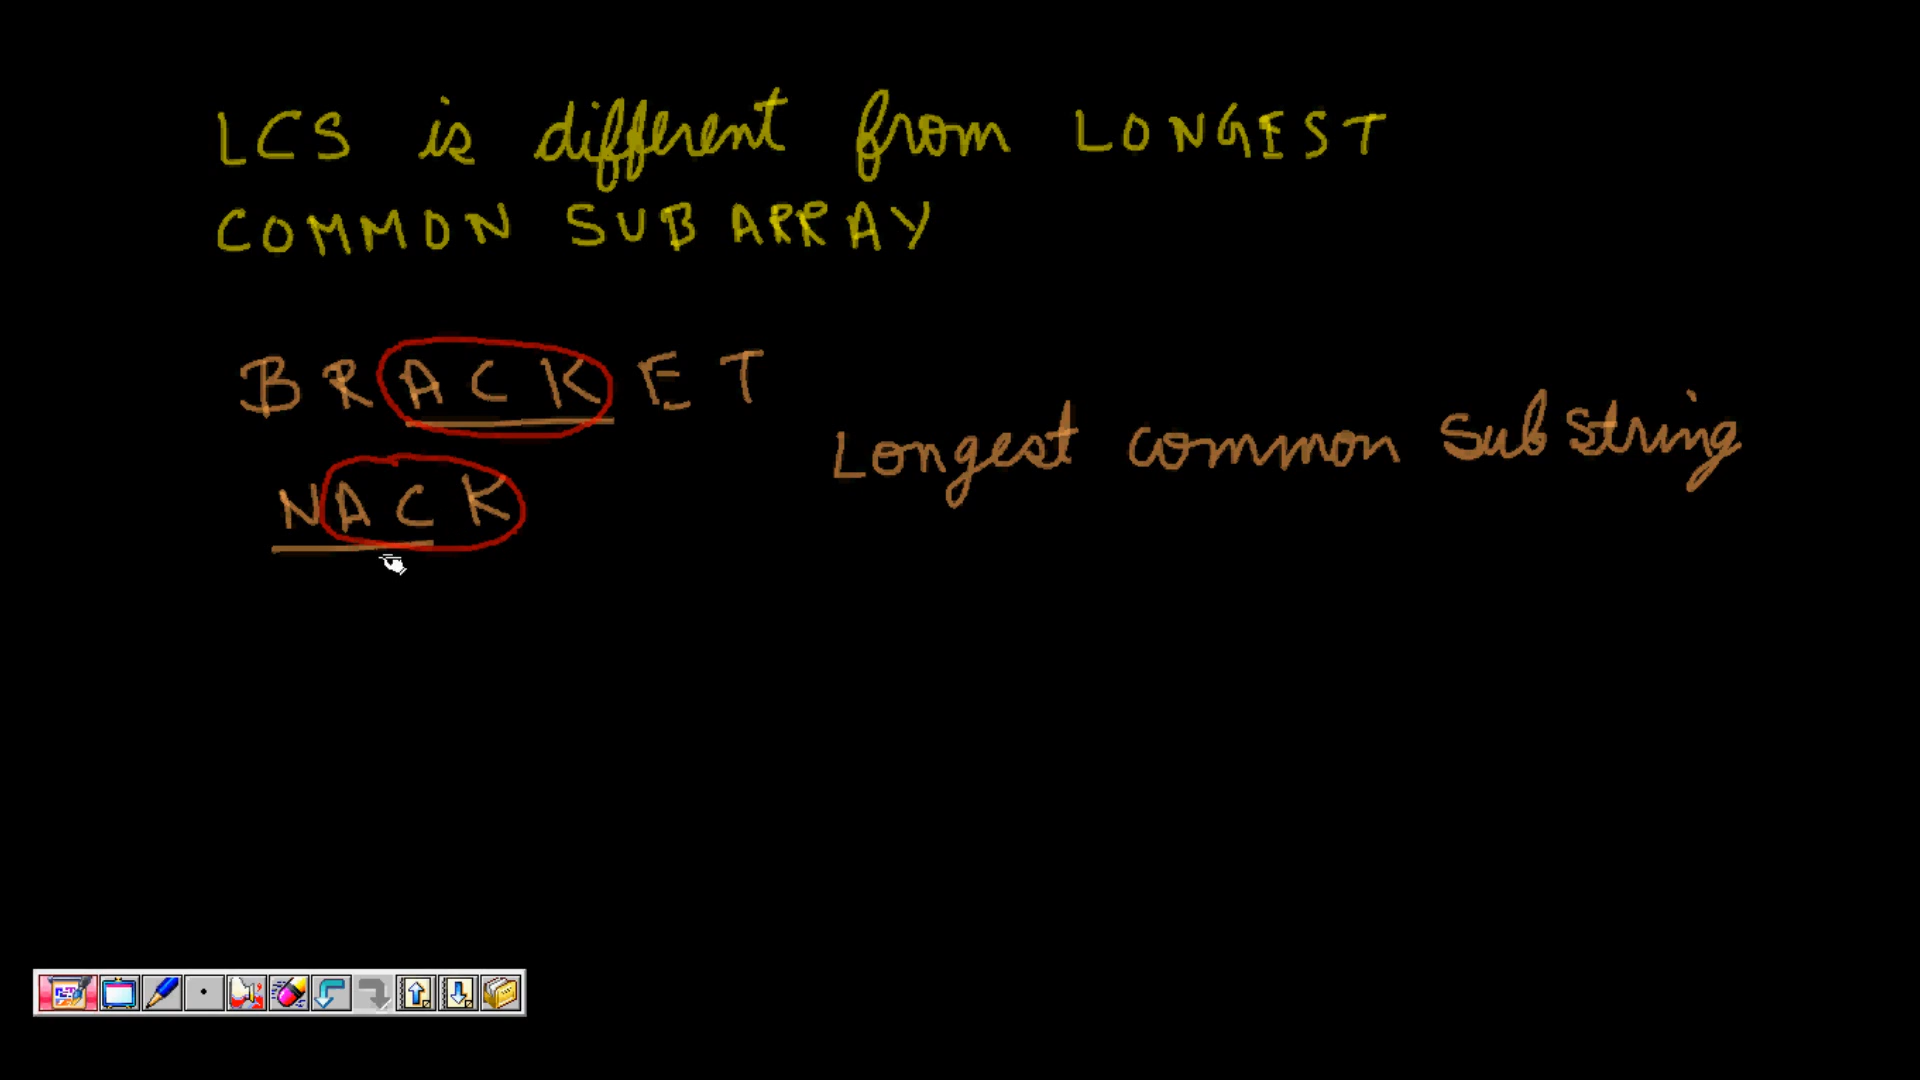 LCS is different from LONGEST
COMMON SUBARRAY
BRACKET
Longest common Substring
NACK